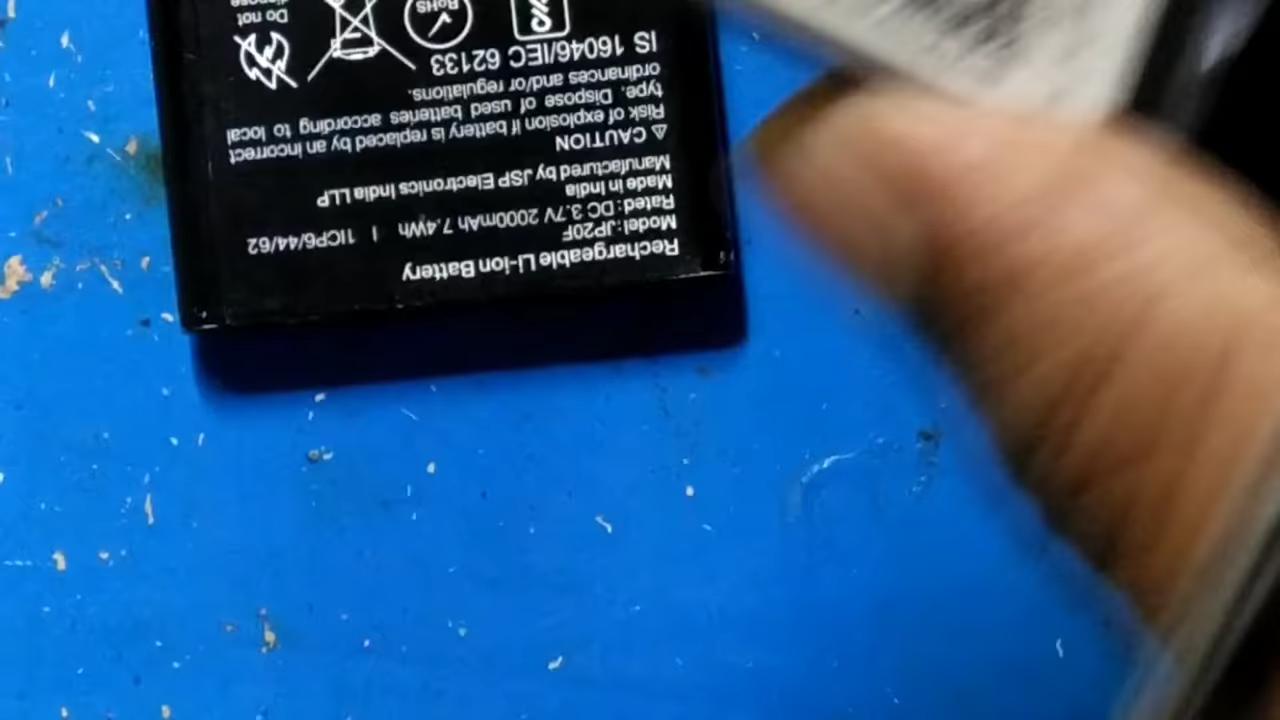 Rechargeable Li-ion Battery
Model: JP20F
Rated: DC 3.7V 2000mAh 7.4Wh | 1ICP6/44/62
Made in India
Manufactured by JSP Electronics India LLP
⚠ CAUTION
Risk of explosion if battery is replaced by an incorrect
type. Dispose of used batteries according to local
ordinances and/or regulations.
IS 16046/IEC 62133
RoHS
Do not
dispose